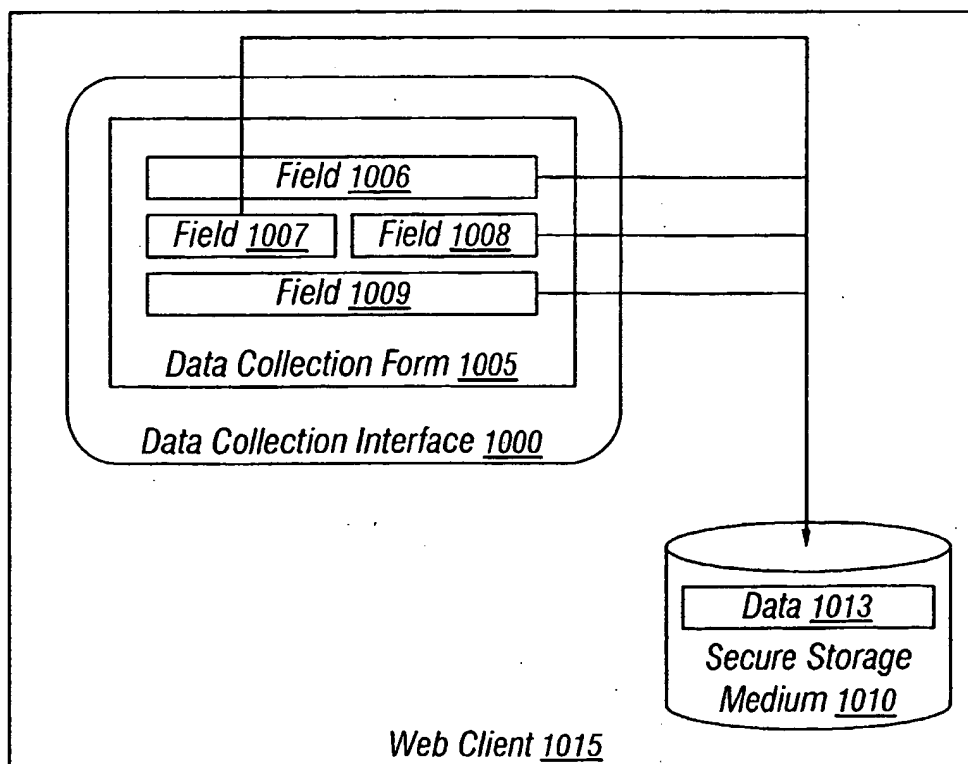 Field 1006
Field 1007
Field 1008
Field 1009
Data Collection Form 1005
Data Collection Interface 1000
Data 1013
Secure Storage
Medium 1010
Web Client 1015